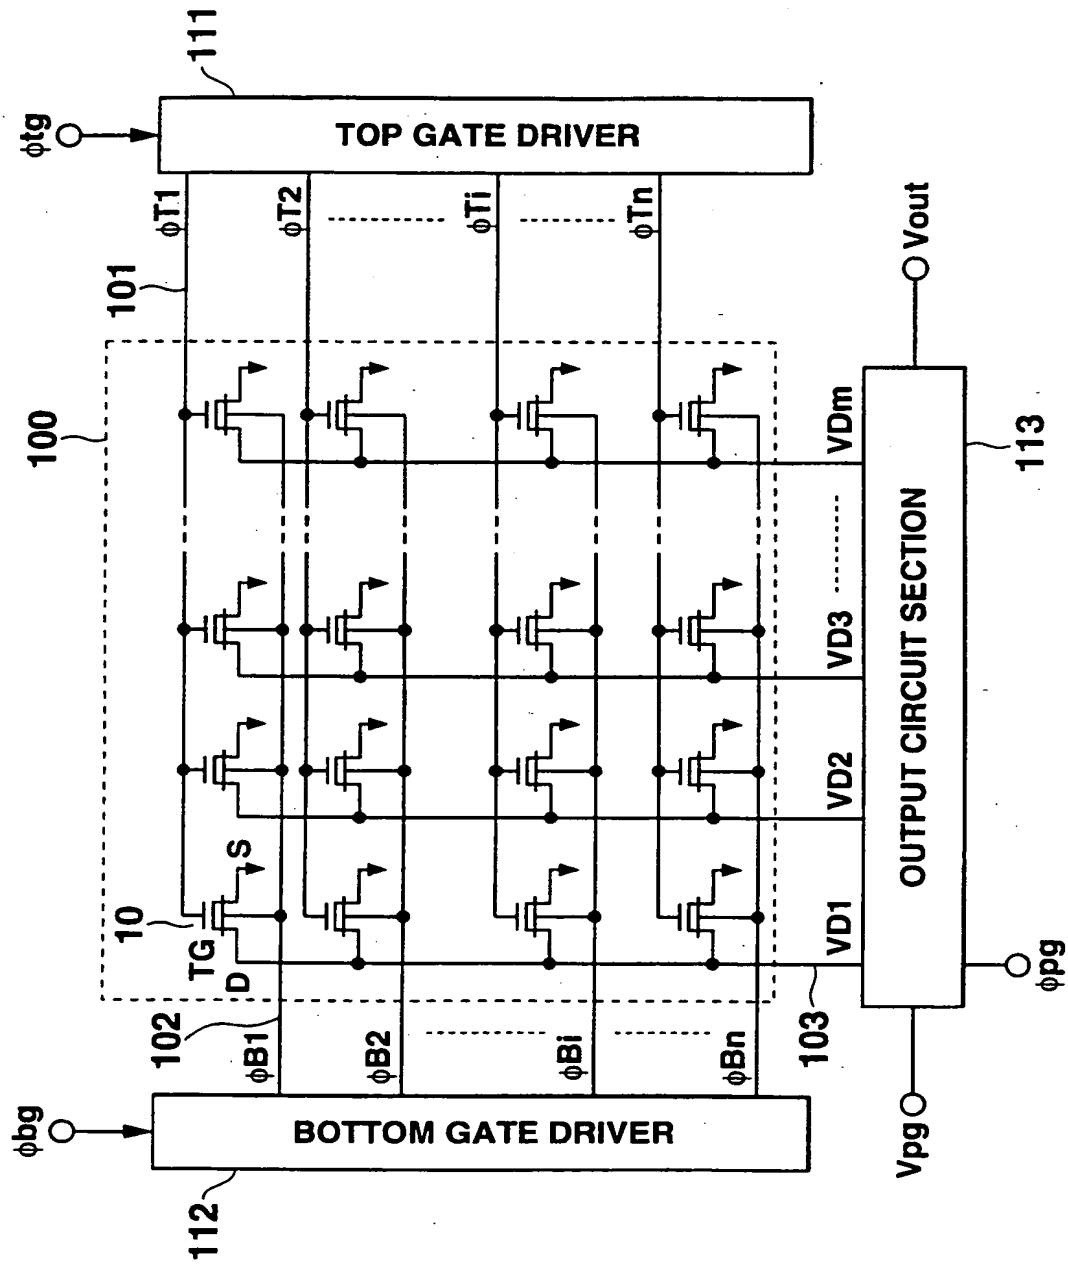 111
ϕtg
TOP GATE DRIVER
ϕT1
ϕT2
ϕTi
ϕTn
101
100
10
TG
D
S
102
ϕB1
ϕB2
ϕBi
ϕBn
ϕbg
BOTTOM GATE DRIVER
112
VD1
VD2
VD3
VDm
103
OUTPUT CIRCUIT SECTION
113
Vout
Vpg
ϕpg